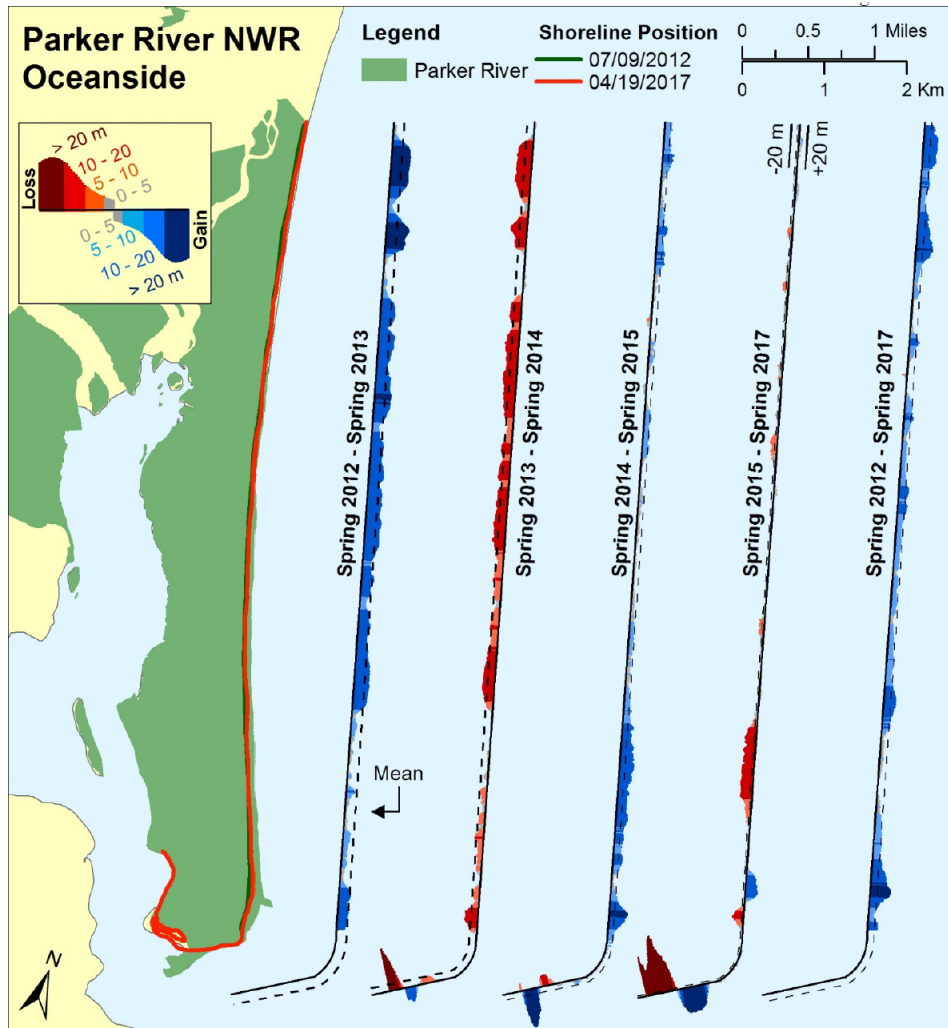 Parker River NWR
Oceanside
Legend
Parker River
Shoreline Position
07/09/2012
04/19/2017
0 0.5 1 Miles
0 1 2 Km
Loss
> 20 m
10 - 20
5 - 10
0 - 5
0 - 5
5 - 10
10 - 20
> 20 m
Gain
-20 m
+20 m
Spring 2012 - Spring 2013
Spring 2013 - Spring 2014
Spring 2014 - Spring 2015
Spring 2015 - Spring 2017
Spring 2012 - Spring 2017
Mean
N